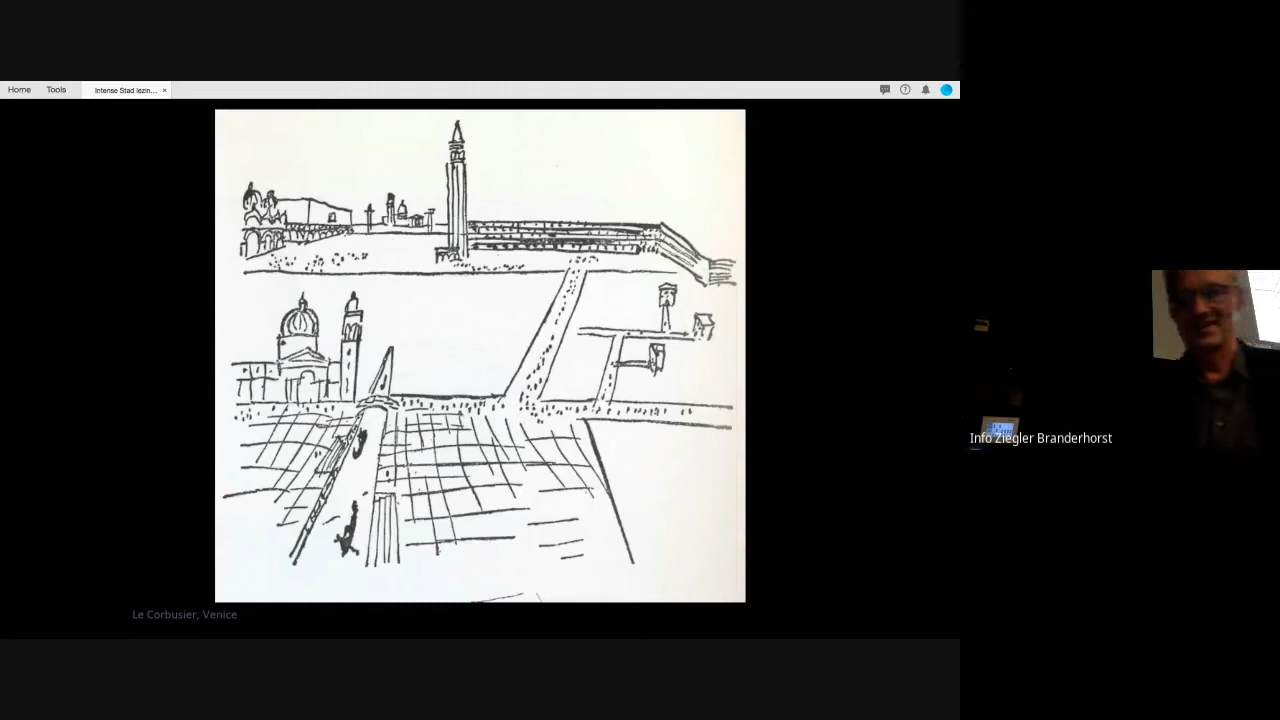 Home Tools Intense Stad lezin... ×
Info Ziegler Branderhorst
Le Corbusier, Venice